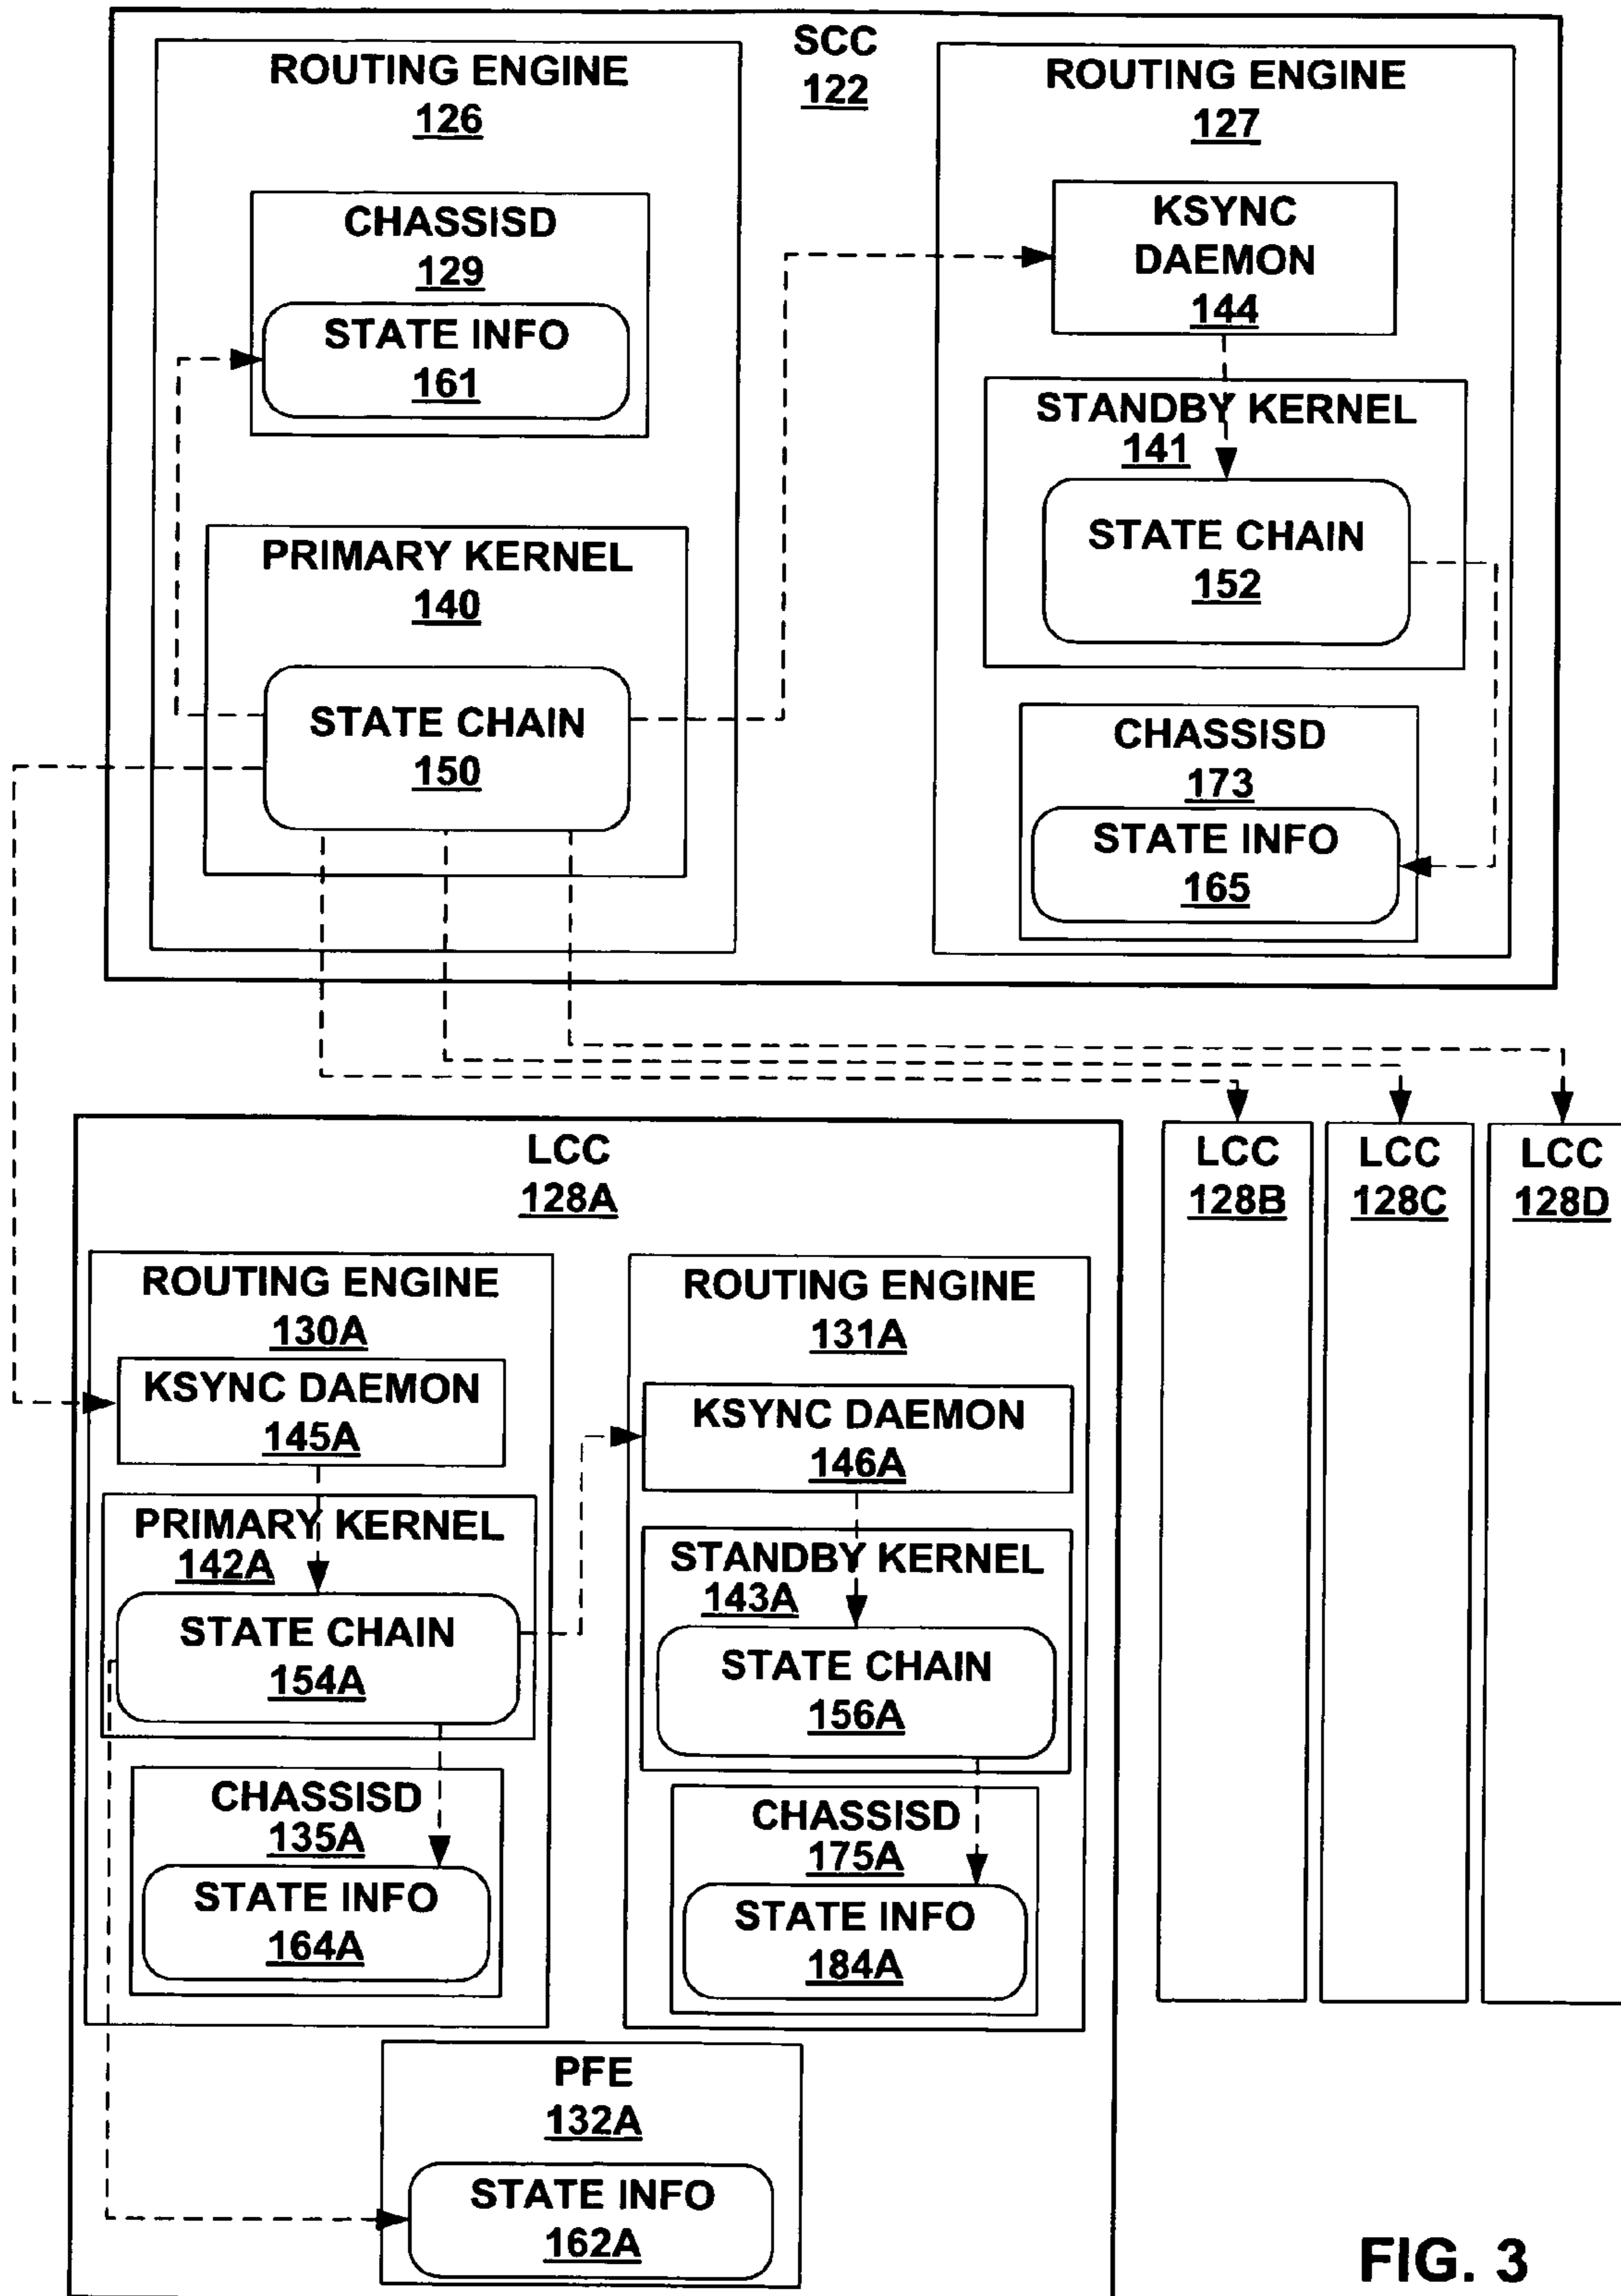 SCC
122
ROUTING ENGINE
126
CHASSISD
129
STATE INFO
161
PRIMARY KERNEL
140
STATE CHAIN
150
ROUTING ENGINE
127
KSYNC
DAEMON
144
STANDBY KERNEL
141
STATE CHAIN
152
CHASSISD
173
STATE INFO
165
LCC
128A
ROUTING ENGINE
130A
KSYNC DAEMON
145A
PRIMARY KERNEL
142A
STATE CHAIN
154A
CHASSISD
135A
STATE INFO
164A
ROUTING ENGINE
131A
KSYNC DAEMON
146A
STANDBY KERNEL
143A
STATE CHAIN
156A
CHASSISD
175A
STATE INFO
184A
PFE
132A
STATE INFO
162A
LCC
128B
LCC
128C
LCC
128D
FIG. 3